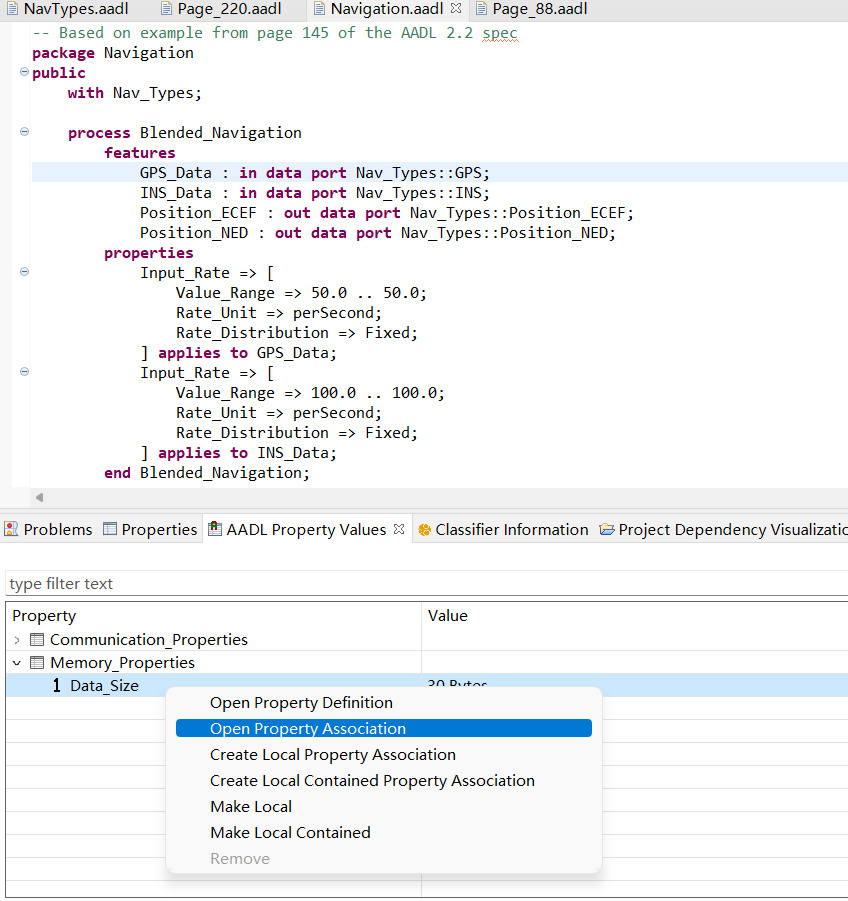 NavTypes.aadl Page_220.aadl Navigation.aadl Page_88.aadl
-- Based on example from page 145 of the AADL 2.2 spec
package Navigation
public
with Nav_Types;
process Blended_Navigation
features
GPS_Data : in data port Nav_Types::GPS;
INS_Data : in data port Nav_Types::INS;
Position_ECEF : out data port Nav_Types::Position_ECEF;
Position_NED : out data port Nav_Types::Position_NED;
properties
Input_Rate => [
Value_Range => 50.0 .. 50.0;
Rate_Unit => perSecond;
Rate_Distribution => Fixed;
] applies to GPS_Data;
Input_Rate => [
Value_Range => 100.0 .. 100.0;
Rate_Unit => perSecond;
Rate_Distribution => Fixed;
] applies to INS_Data;
end Blended_Navigation;
Problems Properties AADL Property Values Classifier Information Project Dependency Visualizatio
type filter text
Property Value
Communication_Properties
Memory_Properties
1 Data_Size 30 Bytes
Open Property Definition
Open Property Association
Create Local Property Association
Create Local Contained Property Association
Make Local
Make Local Contained
Remove